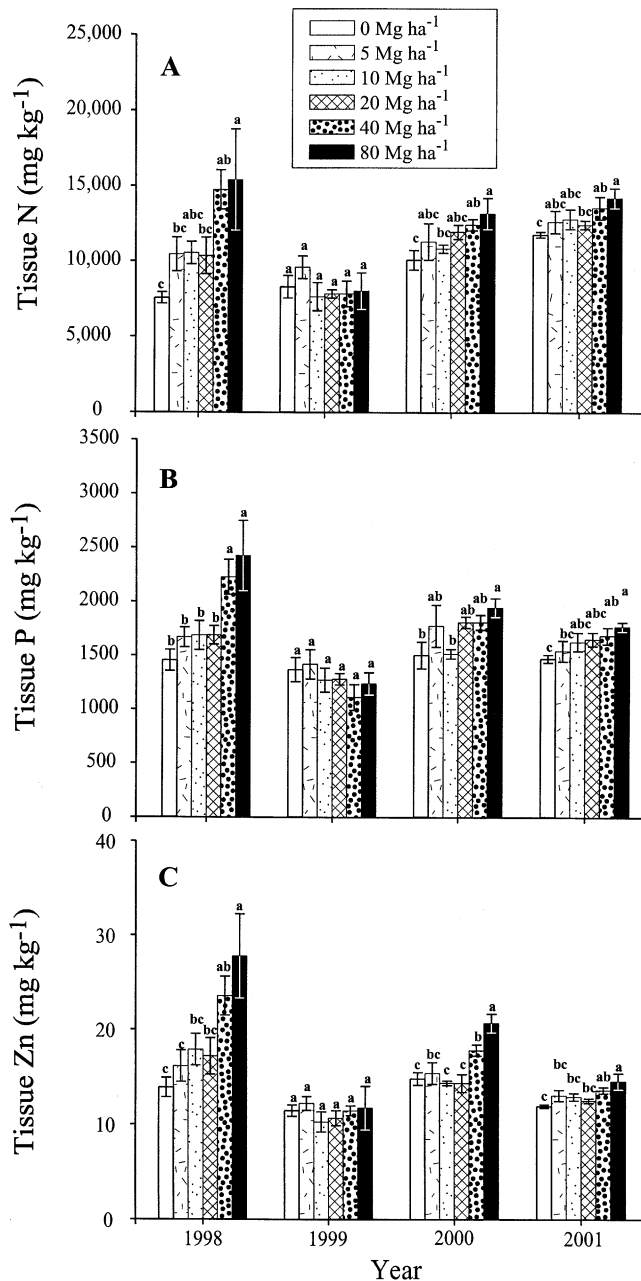 25,000
20,000
15,000
10,000
5,000
0
Tissue N (mg kg⁻¹)
A
0 Mg ha⁻¹
5 Mg ha⁻¹
10 Mg ha⁻¹
20 Mg ha⁻¹
40 Mg ha⁻¹
80 Mg ha⁻¹
c bc abc bc ab a
a a a a a a
c abc bc abc ab a
c abc abc bc ab a
3500
3000
2500
2000
1500
1000
500
0
Tissue P (mg kg⁻¹)
B
b b b b a a
a a a a a a
b ab b ab ab a
c bc abc abc ab a
40
30
20
10
0
Tissue Zn (mg kg⁻¹)
C
c c bc bc ab a
a a a a a a
c bc c c b a
c bc bc bc ab a
1998 1999 2000 2001
Year